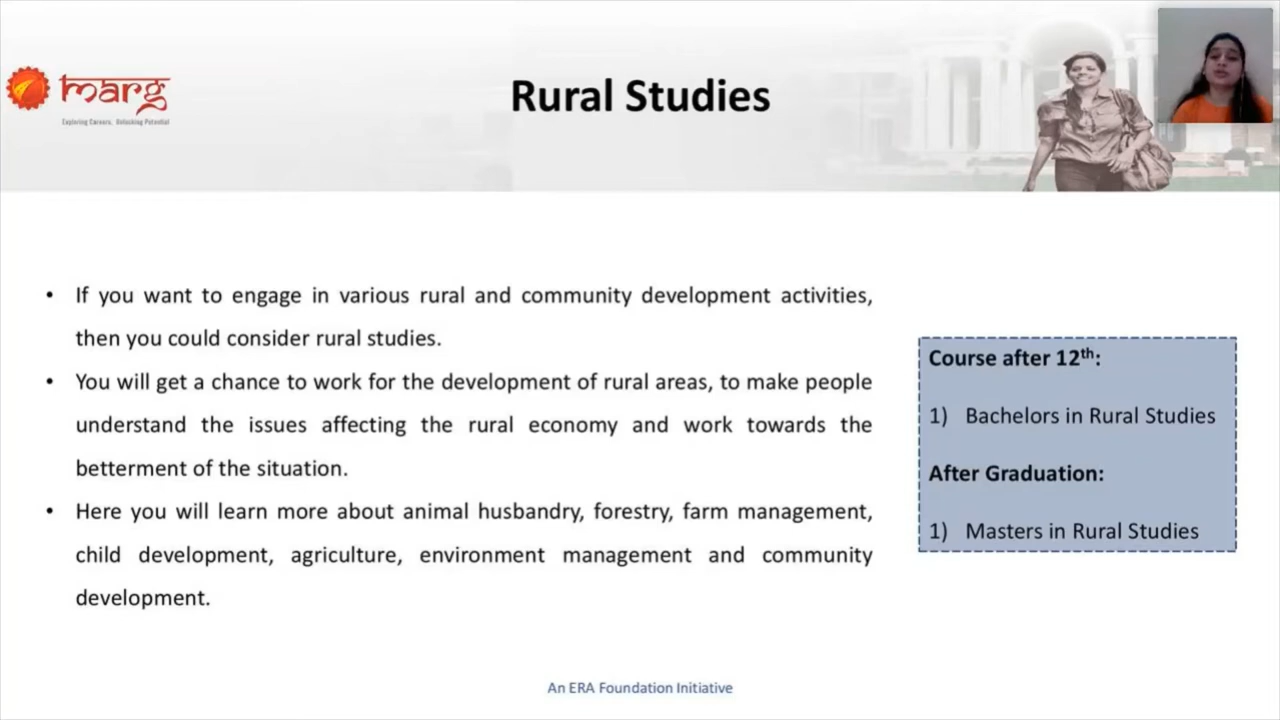 marg
Exploring Careers, Unlocking Potential
Rural Studies
• If you want to engage in various rural and community development activities,
then you could consider rural studies.
• You will get a chance to work for the development of rural areas, to make people
understand the issues affecting the rural economy and work towards the
betterment of the situation.
• Here you will learn more about animal husbandry, forestry, farm management,
child development, agriculture, environment management and community
development.
Course after 12th:
1) Bachelors in Rural Studies
After Graduation:
1) Masters in Rural Studies
An ERA Foundation Initiative